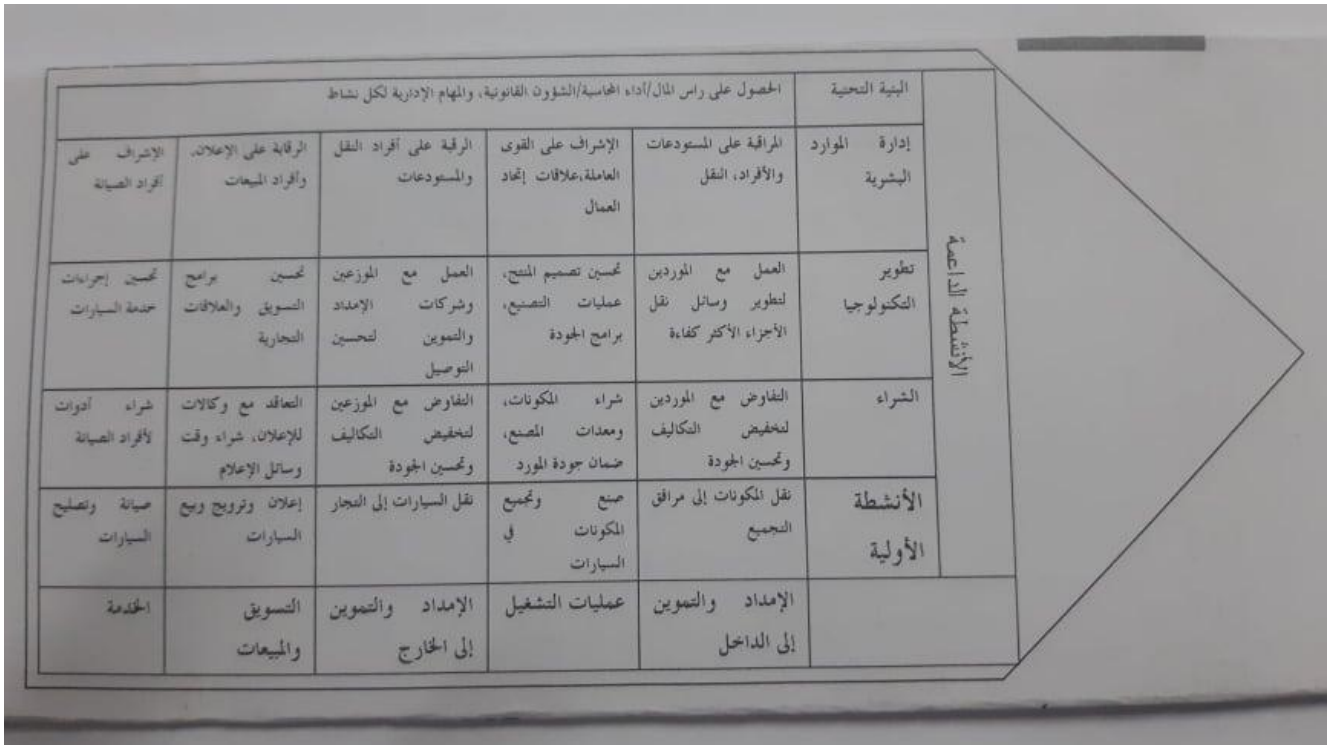 الأنشطة الداعمة
البنية التحتية
الحصول على راس المال/أداء المحاسبة/الشؤون القانونية، والمهام الإدارية لكل نشاط
إدارة الموارد
البشرية
المراقبة على المستودعات
والأفراد، النقل
الإشراف على القوى
العاملة،علاقات إتحاد
العمال
الرقبة على أفراد النقل
والمستودعات
الرقابة على الإعلان،
وأفراد المبيعات
الإشراف على
أفراد الصيانة
تطوير
التكنولوجيا
العمل مع الموردين
لتطوير وسائل نقل
الأجزاء الأكثر كفاءة
تحسين تصميم المنتج،
عمليات التصنيع،
برامج الجودة
العمل مع الموزعين
وشركات الإمداد
والتموين لتحسين
التوصيل
تحسين برامج
التسويق والعلاقات
التجارية
تحسين إجراءات
خدمة السيارات
الشراء
التفاوض مع الموردين
لتخفيض التكاليف
وتحسين الجودة
شراء المكونات،
ومعدات المصنع،
ضمان جودة المورد
التفاوض مع الموزعين
لتخفيض التكاليف
وتحسين الجودة
التعاقد مع وكالات
للإعلان، شراء وقت
وسائل الإعلام
شراء أدوات
لأفراد الصيانة
الأنشطة
الأولية
نقل المكونات إلى مرافق
التجميع
صنع وتجميع
المكونات في
السيارات
نقل السيارات إلى التجار
إعلان وترويج وبيع
السيارات
صيانة وتصليح
السيارات
الإمداد والتموين
إلى الداخل
عمليات التشغيل
الإمداد والتموين
إلى الخارج
التسويق
والمبيعات
الخدمة